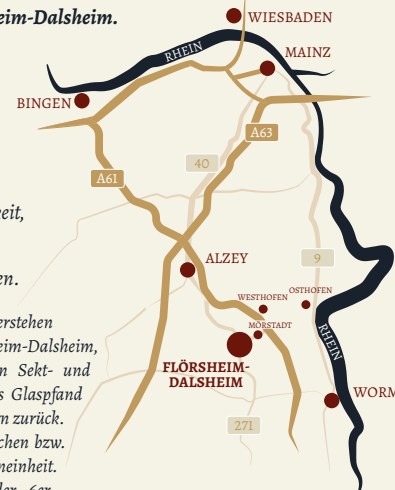 eim-Dalsheim.
WIESBADEN
MAINZ
RHEIN
BINGEN
A63
40
A61
eit,
ALZEY
9
en.
OSTHOFEN
WESTHOFEN
erstehen
MÖRSTADT
RHEIN
eim-Dalsheim,
n Sekt- und
FLÖRSHEIM-
DALSHEIM
s Glaspfand
WORM
n zurück.
271
chen bzw.
neinheit.